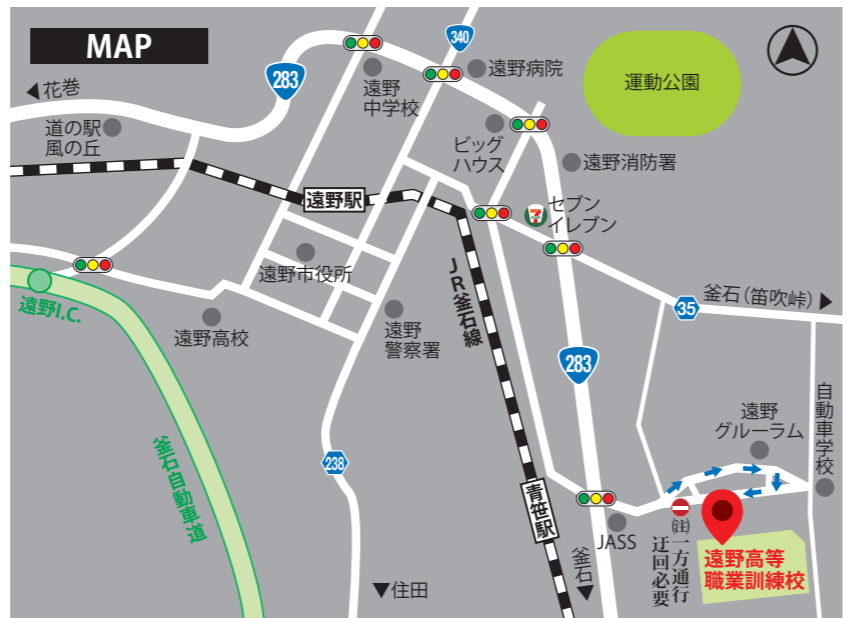 MAP
340
283
遠野病院
運動公園
花巻
遠野
中学校
道の駅
風の丘
ビッグ
ハウス
遠野消防署
遠野駅
7
セブン
イレブン
遠野市役所
JR釜石線
釜石(笛吹峠)
35
遠野I.C.
遠野高校
遠野
警察署
283
自動車学校
遠野
グルーラム
釜石自動車道
238
青笹駅
JASS
(注)一方通行
迂回必要
遠野高等
職業訓練校
釜石
住田